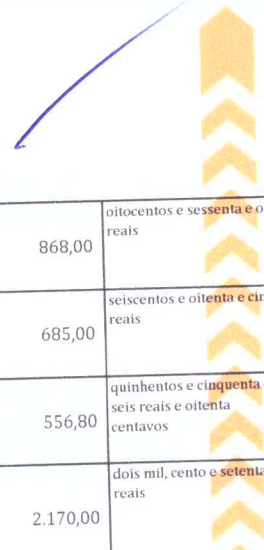 oitocentos e sessenta e o
reais
868,00
seiscentos e oitenta e cin
reais
685,00
quinhentos e cinquenta
seis reais e oitenta
centavos
556,80
dois mil, cento e setenta
reais
2.170,00